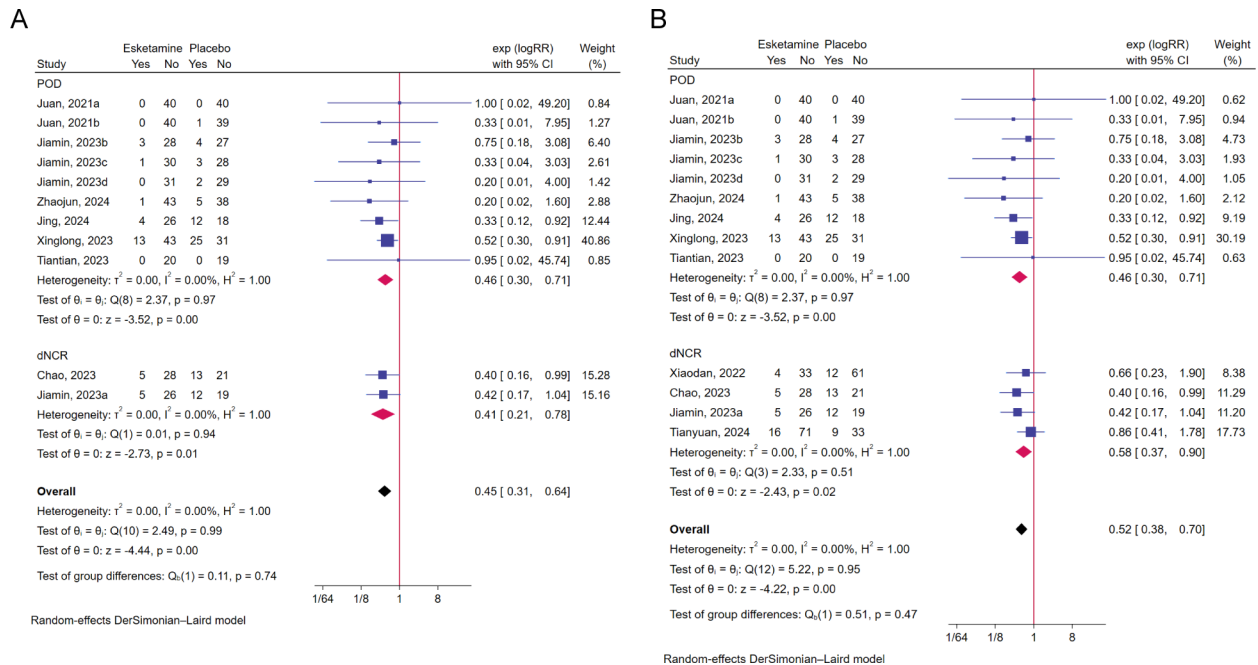 A
Esketamine Placebo exp (logRR) Weight
Study Yes No Yes No with 95% CI (%)
POD
Juan, 2021a 0 40 0 40 1.00 [ 0.02, 49.20] 0.84
Juan, 2021b 0 40 1 39 0.33 [ 0.01, 7.95] 1.27
Jiamin, 2023b 3 28 4 27 0.75 [ 0.18, 3.08] 6.40
Jiamin, 2023c 1 30 3 28 0.33 [ 0.04, 3.03] 2.61
Jiamin, 2023d 0 31 2 29 0.20 [ 0.01, 4.00] 1.42
Zhaojun, 2024 1 43 5 38 0.20 [ 0.02, 1.60] 2.88
Jing, 2024 4 26 12 18 0.33 [ 0.12, 0.92] 12.44
Xinglong, 2023 13 43 25 31 0.52 [ 0.30, 0.91] 40.86
Tiantian, 2023 0 20 0 19 0.95 [ 0.02, 45.74] 0.85
Heterogeneity: τ² = 0.00, I² = 0.00%, H² = 1.00 0.46 [ 0.30, 0.71]
Test of θᵢ = θⱼ: Q(8) = 2.37, p = 0.97
Test of θ = 0: z = -3.52, p = 0.00
dNCR
Chao, 2023 5 28 13 21 0.40 [ 0.16, 0.99] 15.28
Jiamin, 2023a 5 26 12 19 0.42 [ 0.17, 1.04] 15.16
Heterogeneity: τ² = 0.00, I² = 0.00%, H² = 1.00 0.41 [ 0.21, 0.78]
Test of θᵢ = θⱼ: Q(1) = 0.01, p = 0.94
Test of θ = 0: z = -2.73, p = 0.01
Overall 0.45 [ 0.31, 0.64]
Heterogeneity: τ² = 0.00, I² = 0.00%, H² = 1.00
Test of θᵢ = θⱼ: Q(10) = 2.49, p = 0.99
Test of θ = 0: z = -4.44, p = 0.00
Test of group differences: Q_b(1) = 0.11, p = 0.74
1/64 1/8 1 8
Random-effects DerSimonian–Laird model
B
Esketamine Placebo exp (logRR) Weight
Study Yes No Yes No with 95% CI (%)
POD
Juan, 2021a 0 40 0 40 1.00 [ 0.02, 49.20] 0.62
Juan, 2021b 0 40 1 39 0.33 [ 0.01, 7.95] 0.94
Jiamin, 2023b 3 28 4 27 0.75 [ 0.18, 3.08] 4.73
Jiamin, 2023c 1 30 3 28 0.33 [ 0.04, 3.03] 1.93
Jiamin, 2023d 0 31 2 29 0.20 [ 0.01, 4.00] 1.05
Zhaojun, 2024 1 43 5 38 0.20 [ 0.02, 1.60] 2.12
Jing, 2024 4 26 12 18 0.33 [ 0.12, 0.92] 9.19
Xinglong, 2023 13 43 25 31 0.52 [ 0.30, 0.91] 30.19
Tiantian, 2023 0 20 0 19 0.95 [ 0.02, 45.74] 0.63
Heterogeneity: τ² = 0.00, I² = 0.00%, H² = 1.00 0.46 [ 0.30, 0.71]
Test of θᵢ = θⱼ: Q(8) = 2.37, p = 0.97
Test of θ = 0: z = -3.52, p = 0.00
dNCR
Xiaodan, 2022 4 33 12 61 0.66 [ 0.23, 1.90] 8.38
Chao, 2023 5 28 13 21 0.40 [ 0.16, 0.99] 11.29
Jiamin, 2023a 5 26 12 19 0.42 [ 0.17, 1.04] 11.20
Tianyuan, 2024 16 71 9 33 0.86 [ 0.41, 1.78] 17.73
Heterogeneity: τ² = 0.00, I² = 0.00%, H² = 1.00 0.58 [ 0.37, 0.90]
Test of θᵢ = θⱼ: Q(3) = 2.33, p = 0.51
Test of θ = 0: z = -2.43, p = 0.02
Overall 0.52 [ 0.38, 0.70]
Heterogeneity: τ² = 0.00, I² = 0.00%, H² = 1.00
Test of θᵢ = θⱼ: Q(12) = 5.22, p = 0.95
Test of θ = 0: z = -4.22, p = 0.00
Test of group differences: Q_b(1) = 0.51, p = 0.47
1/64 1/8 1 8
Random-effects DerSimonian–Laird model